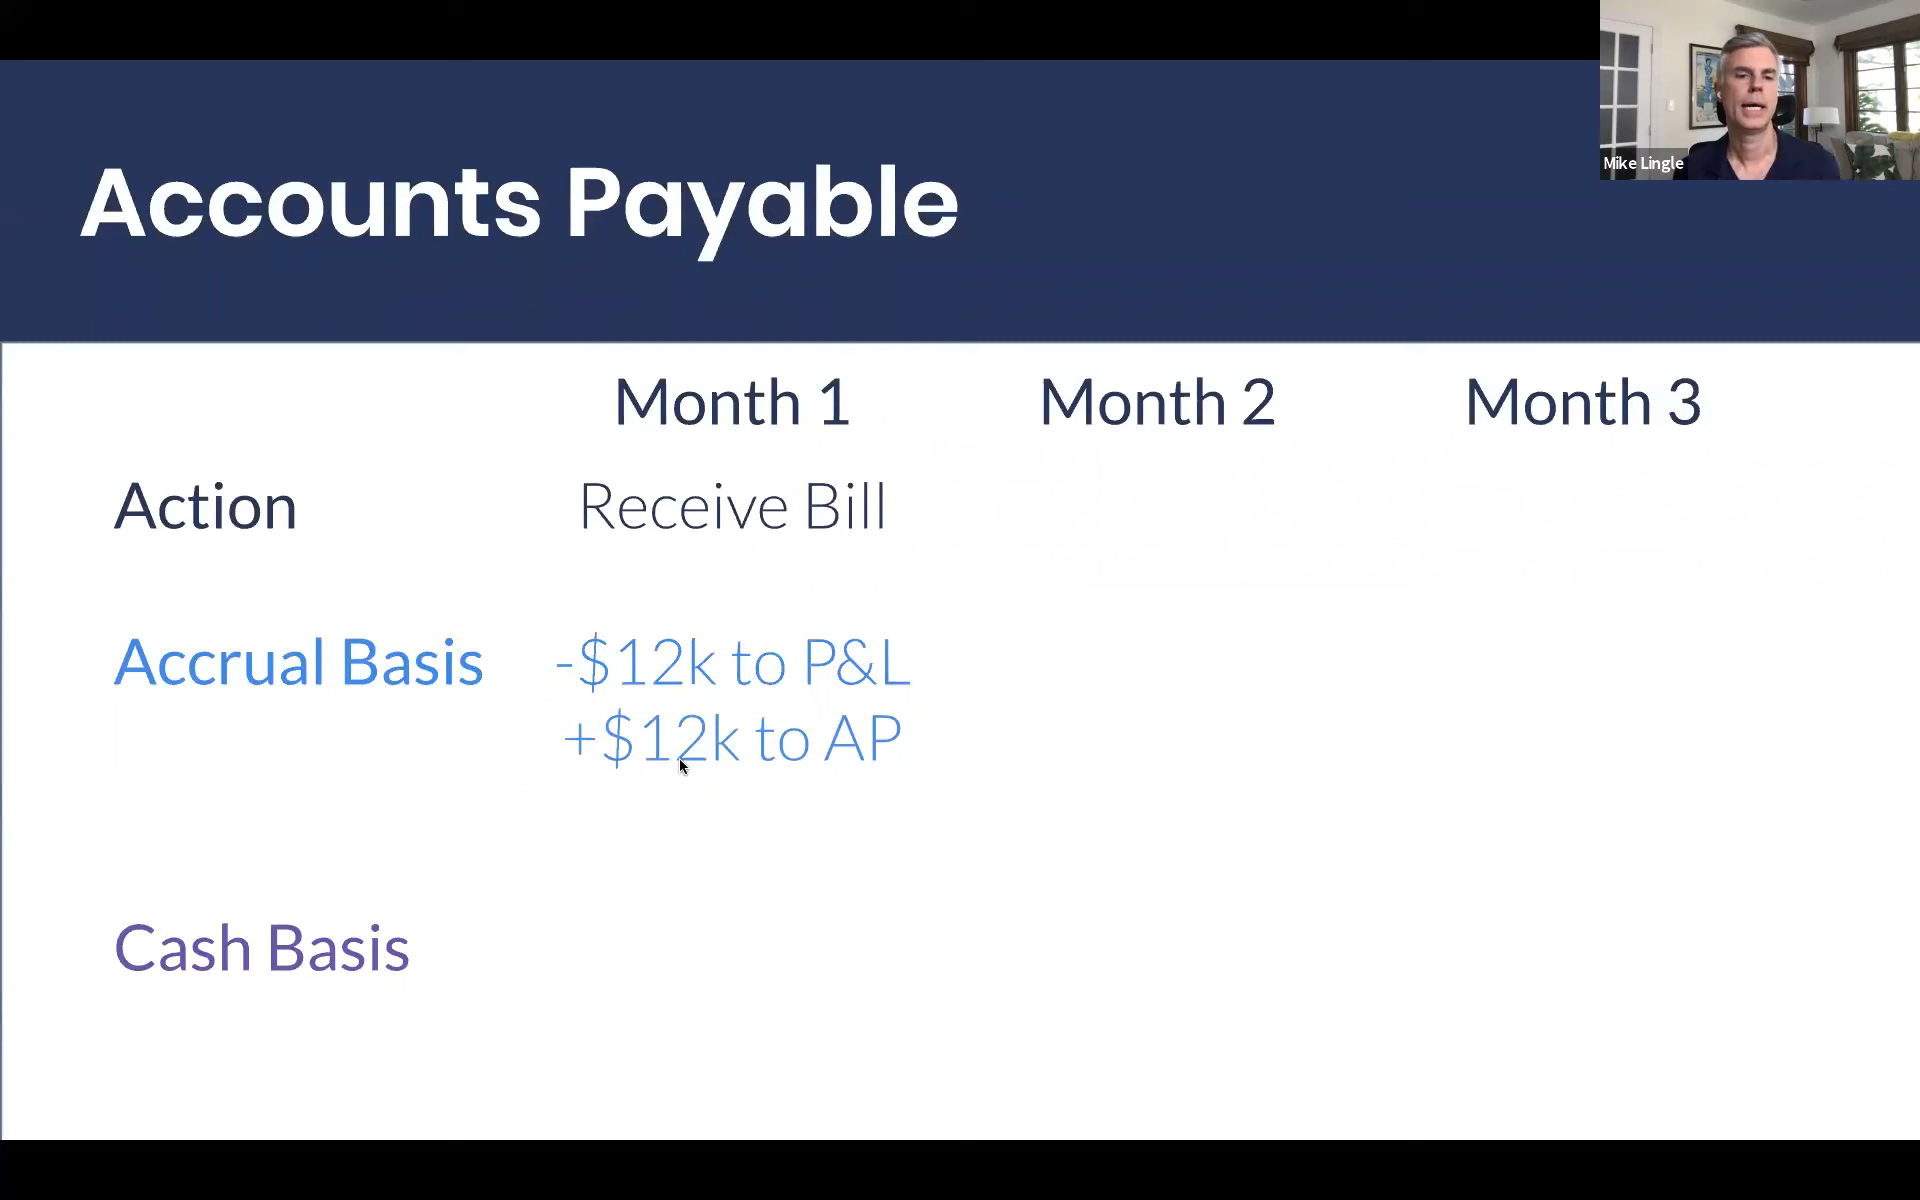 Mike Lingle
Accounts Payable
Month 1 Month 2 Month 3
Action Receive Bill
Accrual Basis -$12k to P&L
+$12k to AP
Cash Basis